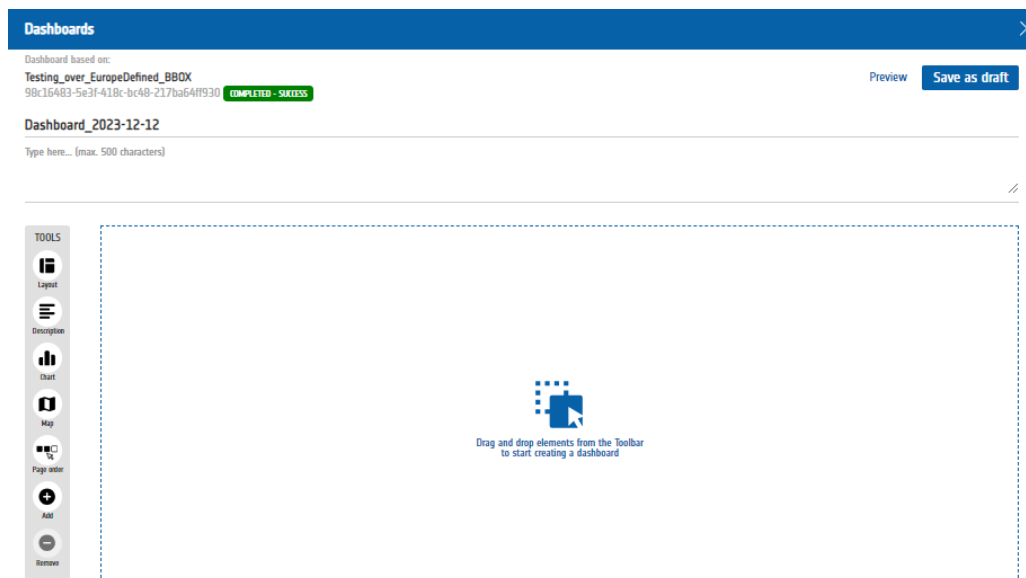 Dashboards
Dashboard based on:
Testing_over_EuropeDefined_BBOX
98c16483-5e3f-418c-bc48-217ba64ff930 COMPLETED - SUCCESS
Preview
Save as draft
Dashboard_2023-12-12
Type here... (max. 500 characters)
TOOLS
Layout
Description
Chart
Map
Page order
Add
Remove
Drag and drop elements from the Toolbar
to start creating a dashboard